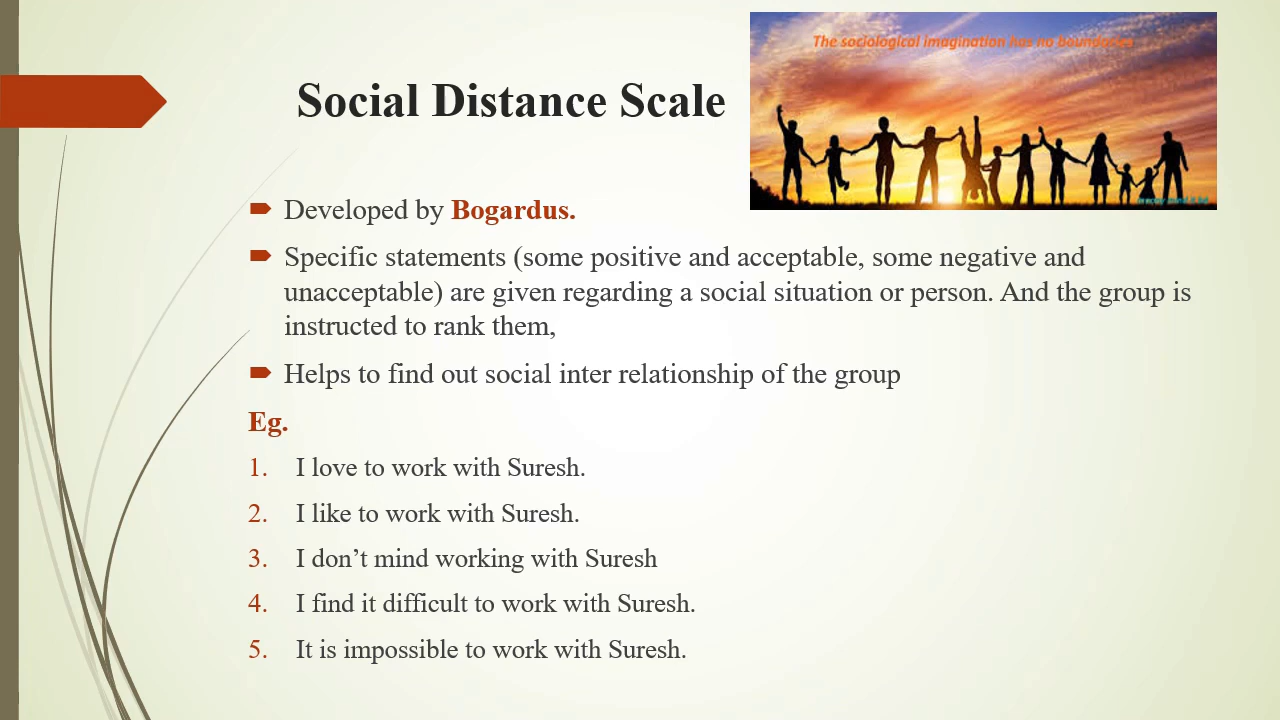 The sociological imagination has no boundaries
Social Distance Scale
Developed by Bogardus.
Specific statements (some positive and acceptable, some negative and
unacceptable) are given regarding a social situation or person. And the group is
instructed to rank them,
Helps to find out social inter relationship of the group
Eg.
1. I love to work with Suresh.
2. I like to work with Suresh.
3. I don’t mind working with Suresh
4. I find it difficult to work with Suresh.
5. It is impossible to work with Suresh.